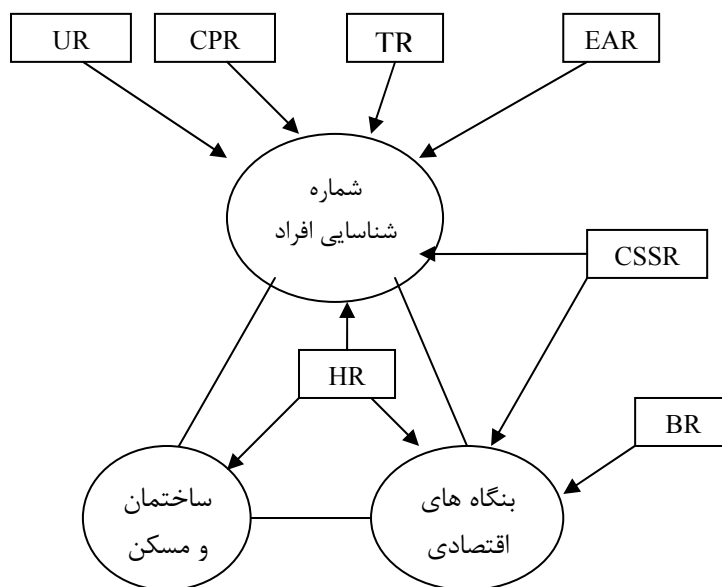 UR
CPR
TR
EAR
شماره
شناسایی افراد
CSSR
HR
BR
ساختمان
و مسکن
بنگاه های
اقتصادی